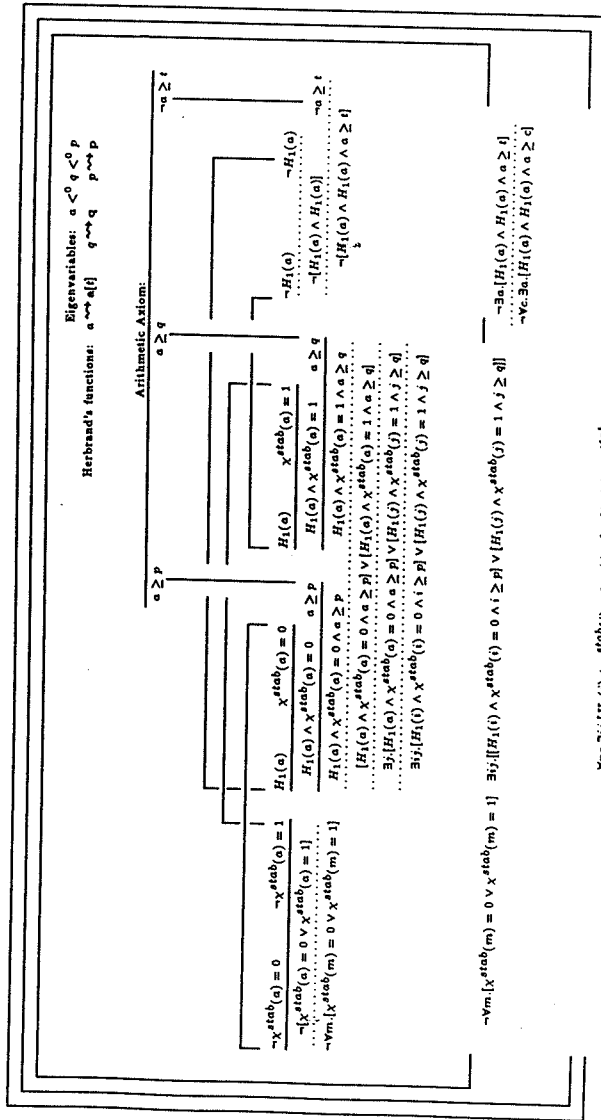 Eigenvariables: a <⁰ q <⁰ p
Herbrand's functions: a ⤳ a[t] q ⤳ q p ⤳ p
Arithmetic Axiom:
a ≥ p a ≥ q ¬a ≥ t
¬χ^stab(a) = 0 ¬χ^stab(a) = 1 H₁(a) χ^stab(a) = 0 H₁(a) χ^stab(a) = 1 ¬H₁(a) ¬H₁(a)
¬[χ^stab(a) = 0 ∨ χ^stab(a) = 1] H₁(a) ∧ χ^stab(a) = 0 a ≥ p H₁(a) ∧ χ^stab(a) = 1 a ≥ q ¬[H₁(a) ∧ H₁(a)] ¬a ≥ t
¬∀m.[χ^stab(m) = 0 ∨ χ^stab(m) = 1] H₁(a) ∧ χ^stab(a) = 0 ∧ a ≥ p H₁(a) ∧ χ^stab(a) = 1 ∧ a ≥ q ¬[H₁(a) ∧ H₁(a) ∧ a ≥ t]
[H₁(a) ∧ χ^stab(a) = 0 ∧ a ≥ p] ∨ [H₁(a) ∧ χ^stab(a) = 1 ∧ a ≥ q]
∃j.[H₁(a) ∧ χ^stab(a) = 0 ∧ a ≥ p] ∨ [H₁(j) ∧ χ^stab(j) = 1 ∧ j ≥ q]
∃ij.[H₁(i) ∧ χ^stab(i) = 0 ∧ i ≥ p] ∨ [H₁(j) ∧ χ^stab(j) = 1 ∧ j ≥ q]
¬∀m.[χ^stab(m) = 0 ∨ χ^stab(m) = 1] ∃ij.[[H₁(i) ∧ χ^stab(i) = 0 ∧ i ≥ p] ∨ [H₁(j) ∧ χ^stab(j) = 1 ∧ j ≥ q]] ¬∃a.[H₁(a) ∧ H₁(a) ∧ a ≥ t]
¬∀c.∃a.[H₁(a) ∧ H₁(a) ∧ a ≥ c]